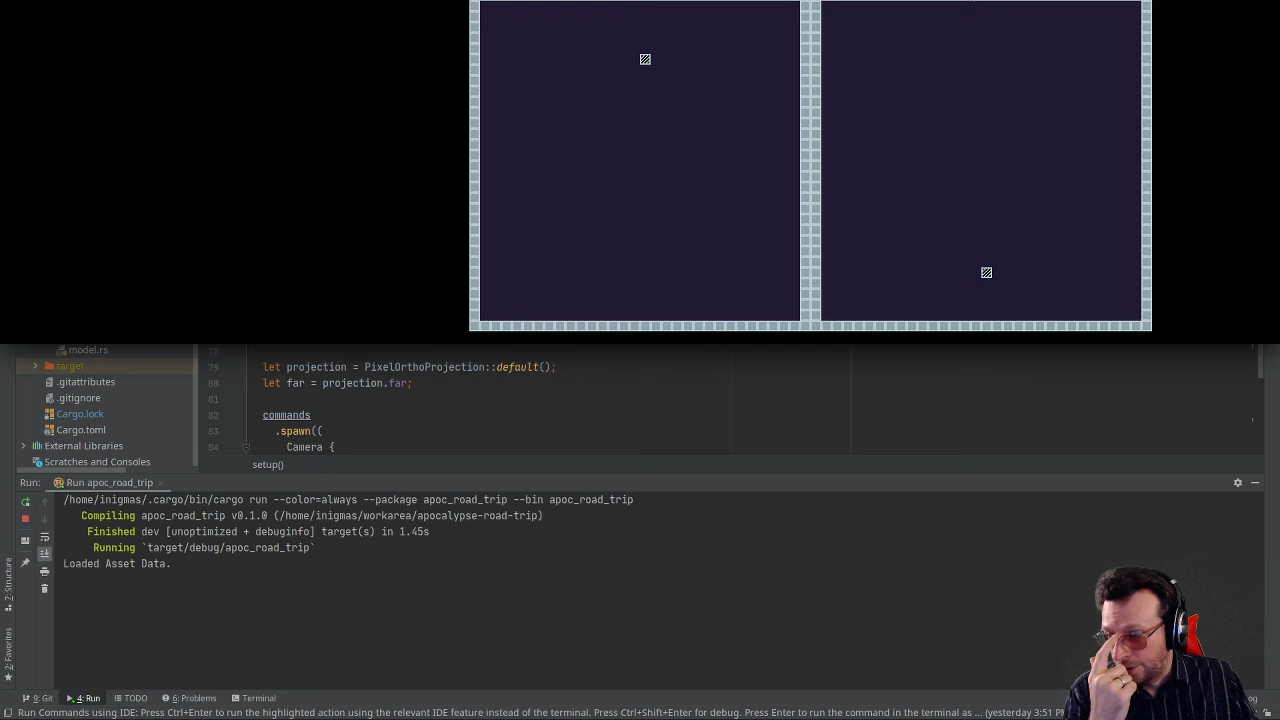 model.rs
target
.gitattributes
.gitignore
Cargo.lock
Cargo.toml
External Libraries
Scratches and Consoles
78
79 let projection = PixelOrthoProjection::default();
80 let far = projection.far;
81
82 commands
83 .spawn((
84 Camera {
setup()
Run: Run apoc_road_trip
/home/inigmas/.cargo/bin/cargo run --color=always --package apoc_road_trip --bin apoc_road_trip
Compiling apoc_road_trip v0.1.0 (/home/inigmas/workarea/apocalypse-road-trip)
Finished dev [unoptimized + debuginfo] target(s) in 1.45s
Running `target/debug/apoc_road_trip`
Loaded Asset Data.
7: Structure
2: Favorites
9: Git 4: Run TODO 6: Problems Terminal
Run Commands using IDE: Press Ctrl+Enter to run the highlighted action using the relevant IDE feature instead of the terminal. Press Ctrl+Shift+Enter for debug. Press Enter to run the command in the terminal as ... (yesterday 3:51 PM)